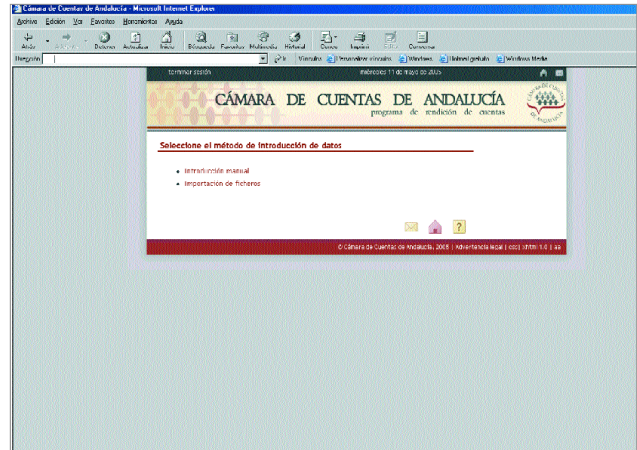 Cámara de Cuentas de Andalucía - Microsoft Internet Explorer
Archivo Edición Ver Favoritos Herramientas Ayuda
Atrás Adelante Detener Actualizar Inicio Búsqueda Favoritos Multimedia Historial Correo Imprimir Editar Conversar
Dirección Ir Vínculos Personalizar vínculos Windows Hotmail gratuito Windows Media
terminar sesión miércoles 11 de mayo de 2005
CÁMARA DE CUENTAS DE ANDALUCÍA
programa de rendición de cuentas
Seleccione el método de introducción de datos
Introducción manual
Importación de ficheros
?
© Cámara de Cuentas de Andalucía, 2005 | Advertencia legal | css | xhtml 1.0 | aa